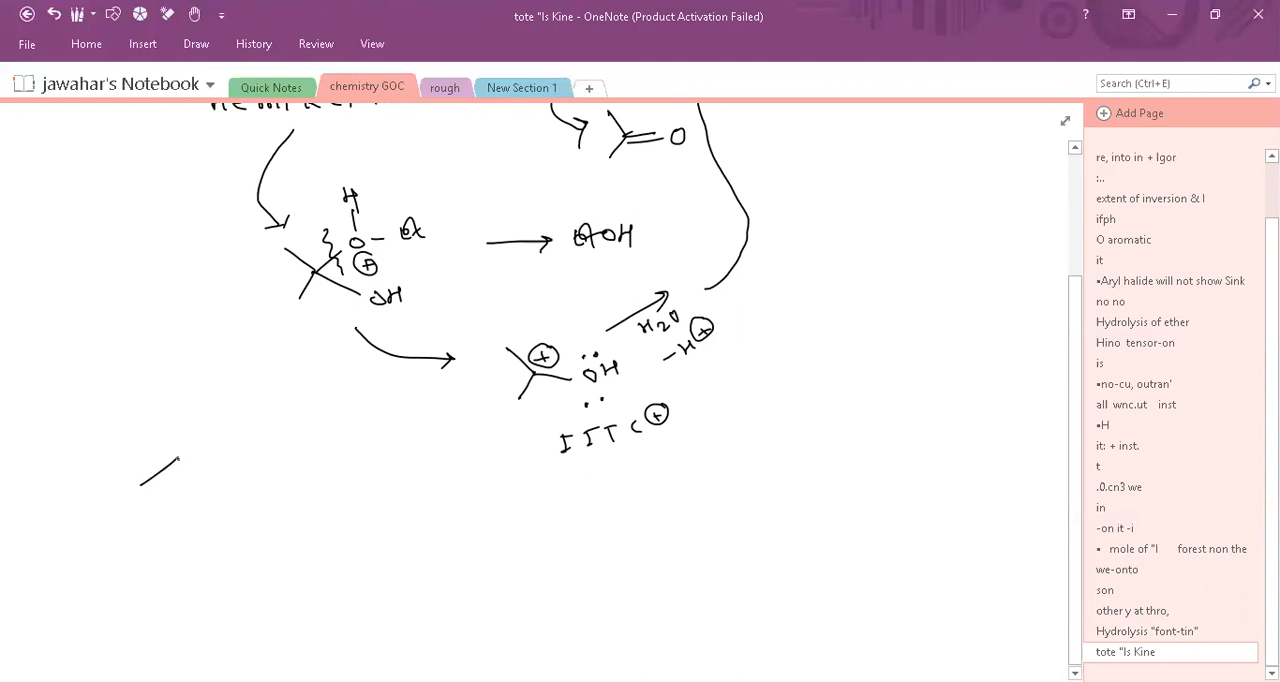 tote "Is Kine - OneNote (Product Activation Failed)
?
File Home Insert Draw History Review View
jawahar's Notebook Quick Notes chemistry GOC rough New Section 1 +
Search (Ctrl+E)
Add Page
O
H
O - Et
+
OH
EtOH
H2O
-H +
+ OH
I I T C +
re, into in + Igor
:..
extent of inversion & I
ifph
O aromatic
it
▪Aryl halide will not show Sink
no no
Hydrolysis of ether
Hino tensor-on
is
▪no-cu, outran'
all wnc.ut inst
▪H
it: + inst.
t
.0.cn3 we
in
-on it -i
▪ mole of "I forest non the
we-onto
son
other y at thro,
Hydrolysis "font-tin"
tote "Is Kine